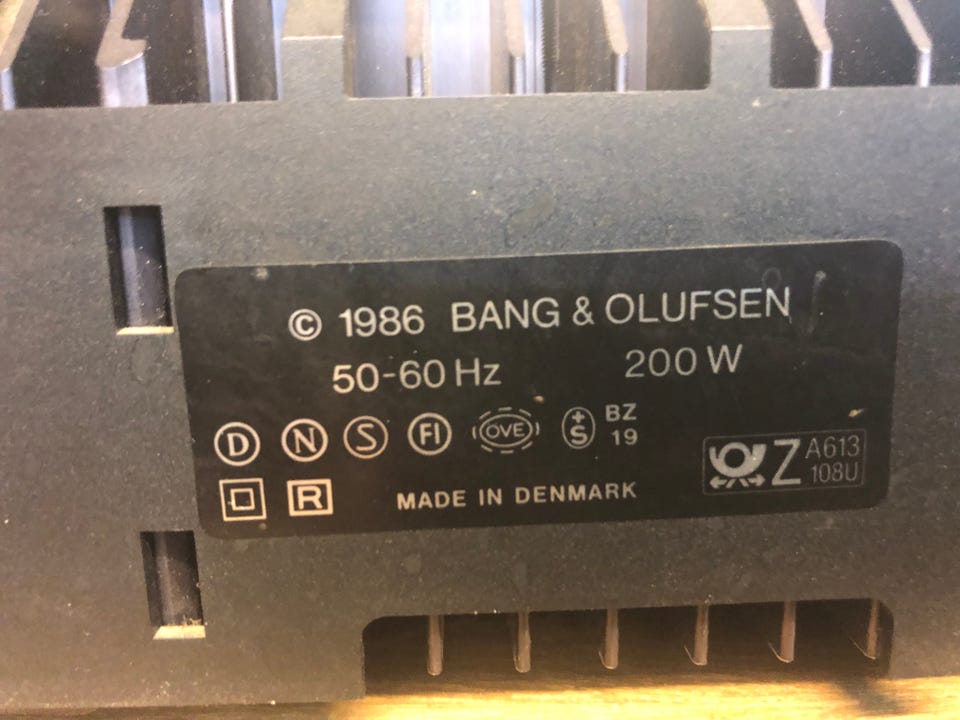 © 1986 BANG & OLUFSEN
50-60 Hz 200 W
D N S FI ÖVE +S BZ 19
R MADE IN DENMARK
Z A613 108U